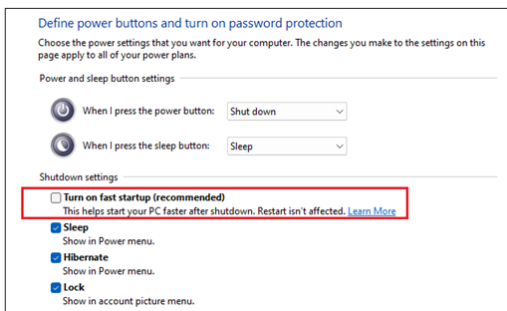 Define power buttons and turn on password protection
Choose the power settings that you want for your computer. The changes you make to the settings on this
page apply to all of your power plans.
Power and sleep button settings
When I press the power button: Shut down
When I press the sleep button: Sleep
Shutdown settings
Turn on fast startup (recommended)
This helps start your PC faster after shutdown. Restart isn't affected. Learn More
Sleep
Show in Power menu.
Hibernate
Show in Power menu.
Lock
Show in account picture menu.